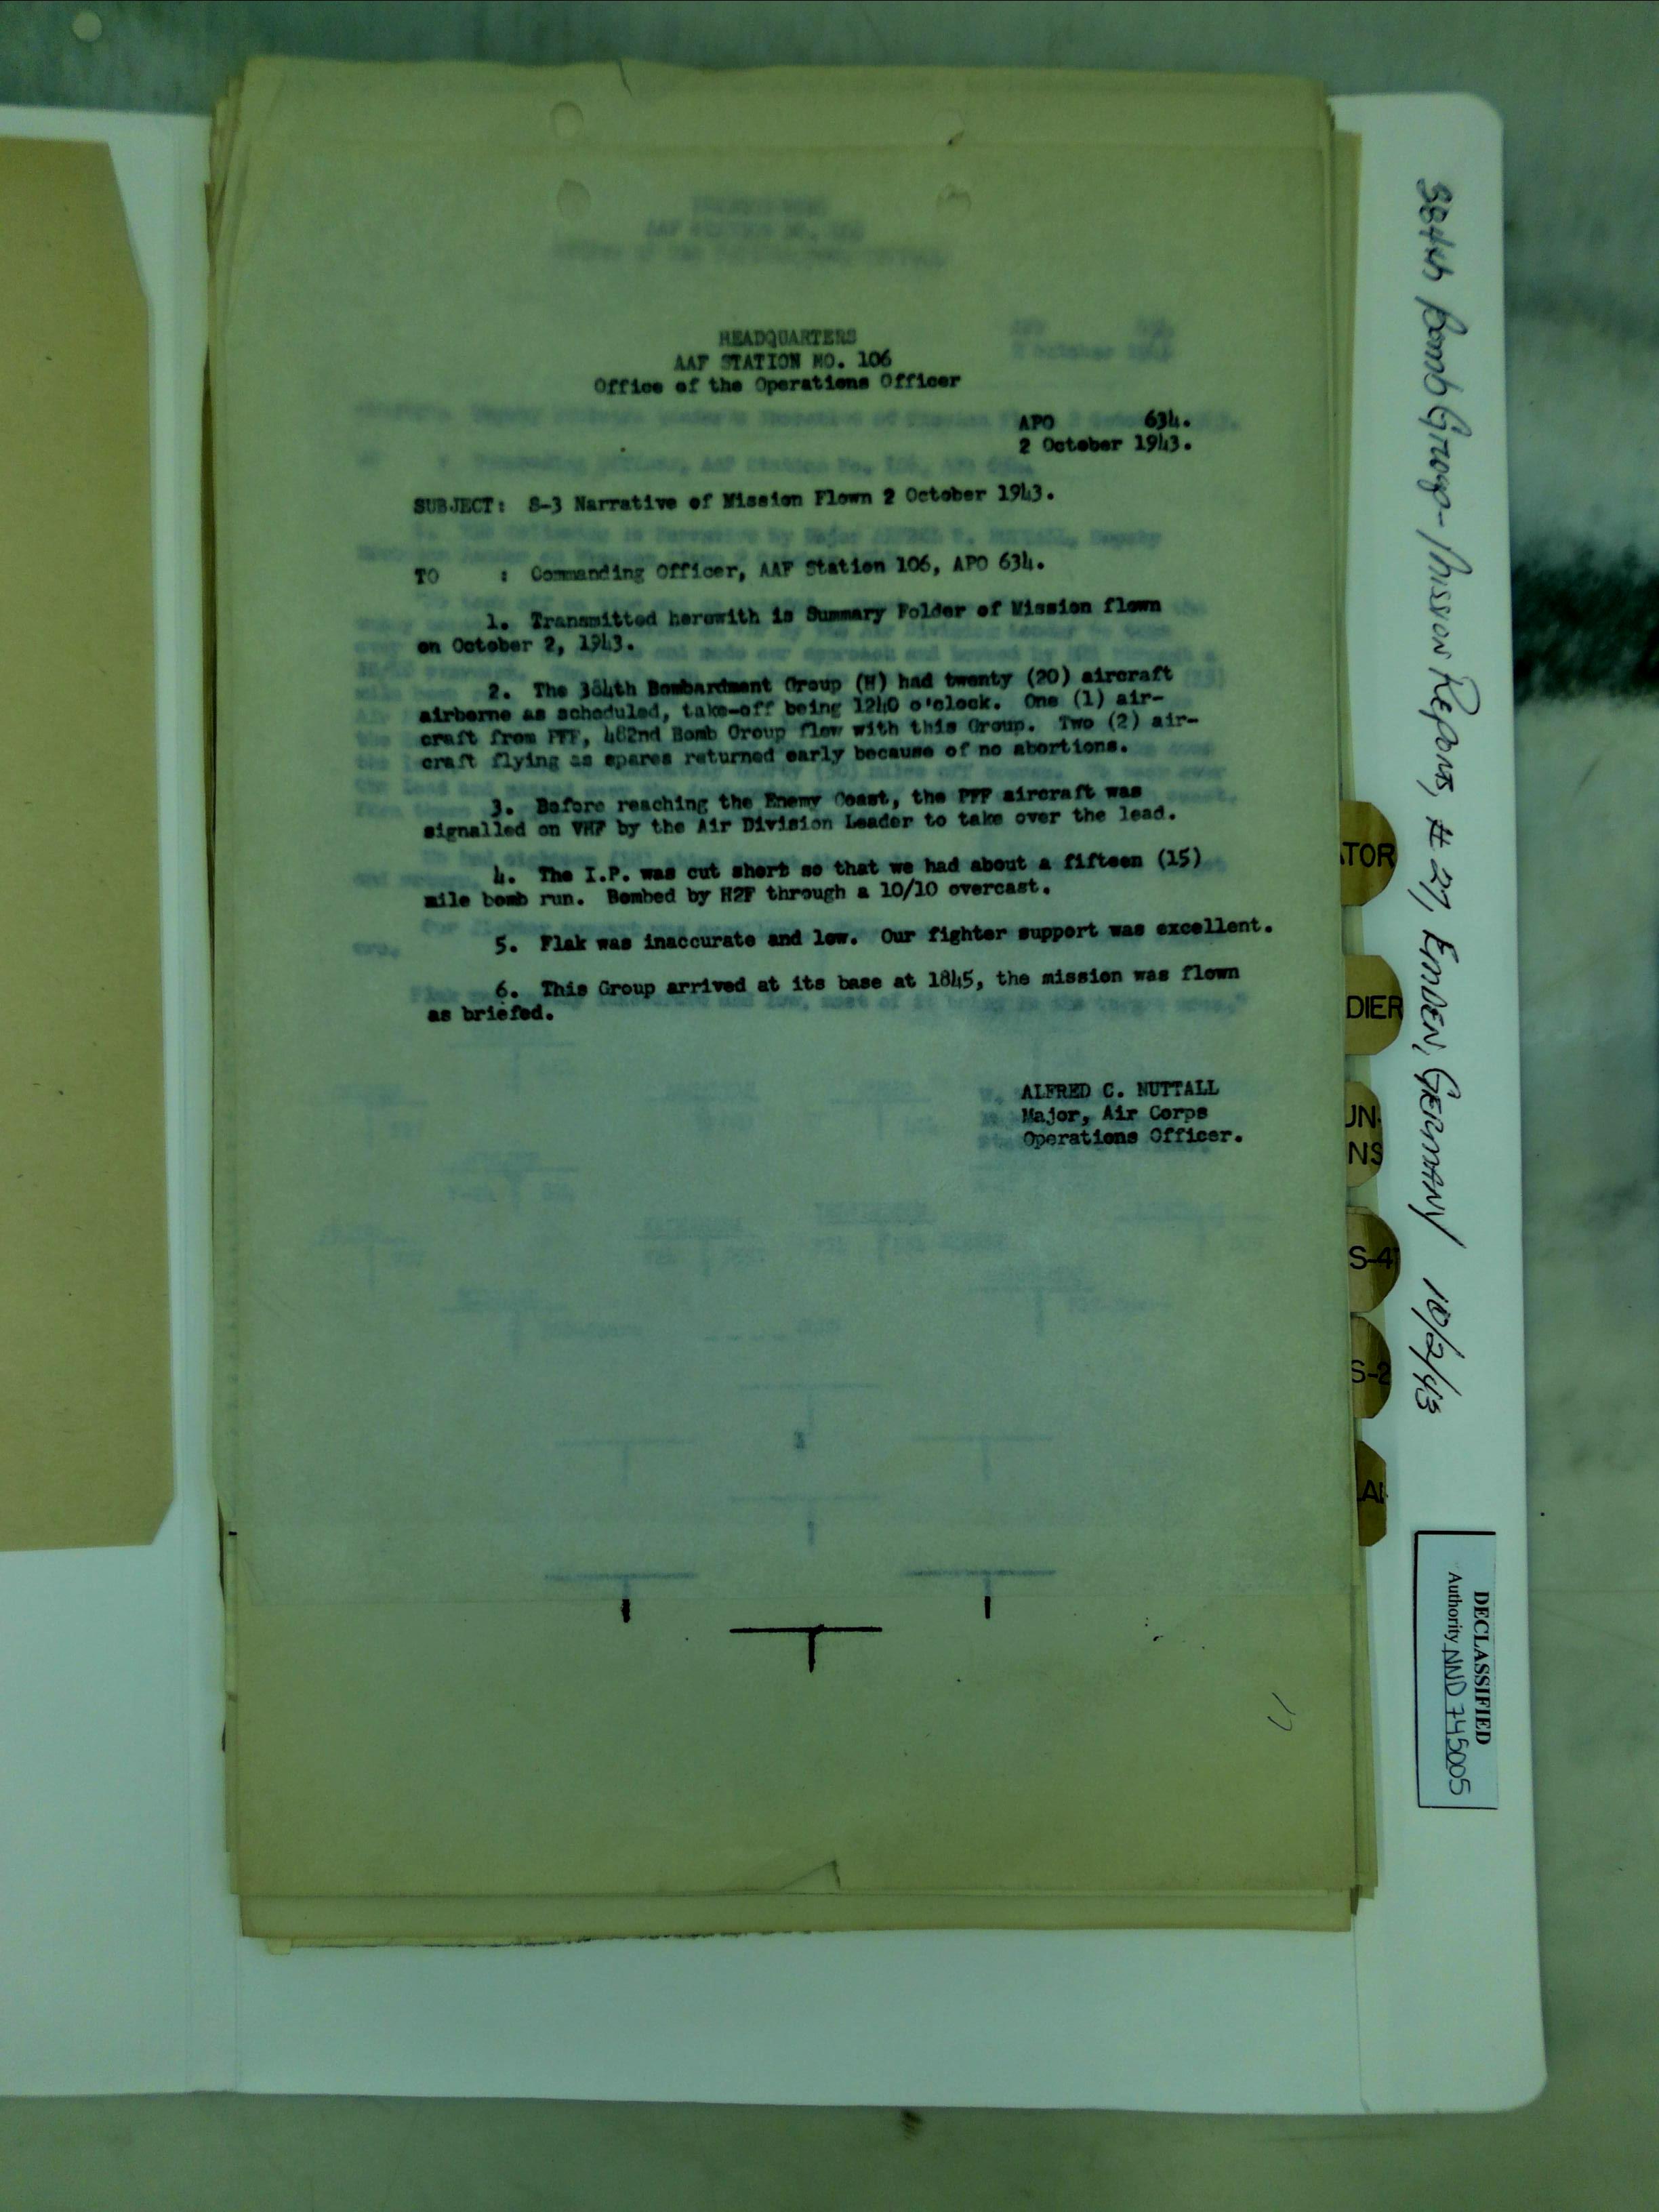 HEADQUARTERS
AAF STATION NO. 106
Office of the Operations Officer
APO 634.
2 October 1943.
SUBJECT: S-3 Narrative of Mission Flown 2 October 1943.
TO : Commanding Officer, AAF Station 106, APO 634.
1. Transmitted herewith is Summary Folder of Mission flown
on October 2, 1943.
2. The 384th Bombardment Group (H) had twenty (20) aircraft
airborne as scheduled, take-off being 1240 o'clock. One (1) air-
craft from PFF, 482nd Bomb Group flew with this Group. Two (2) air-
craft flying as spares returned early because of no abortions.
3. Before reaching the Enemy Coast, the PFF aircraft was
signalled on VHF by the Air Division Leader to take over the lead.
4. The I.P. was cut short so that we had about a fifteen (15)
mile bomb run. Bombed by H2F through a 10/10 overcast.
5. Flak was inaccurate and low. Our fighter support was excellent.
6. This Group arrived at its base at 1845, the mission was flown
as briefed.
ALFRED C. NUTTALL
Major, Air Corps
Operations Officer.
384th Bomb Group - Mission Reports, #27, EMDEN, GERMANY 10/2/43
ATOR
DIER
UN-
NS
S-4
S-2
DECLASSIFIED
Authority NND 745005